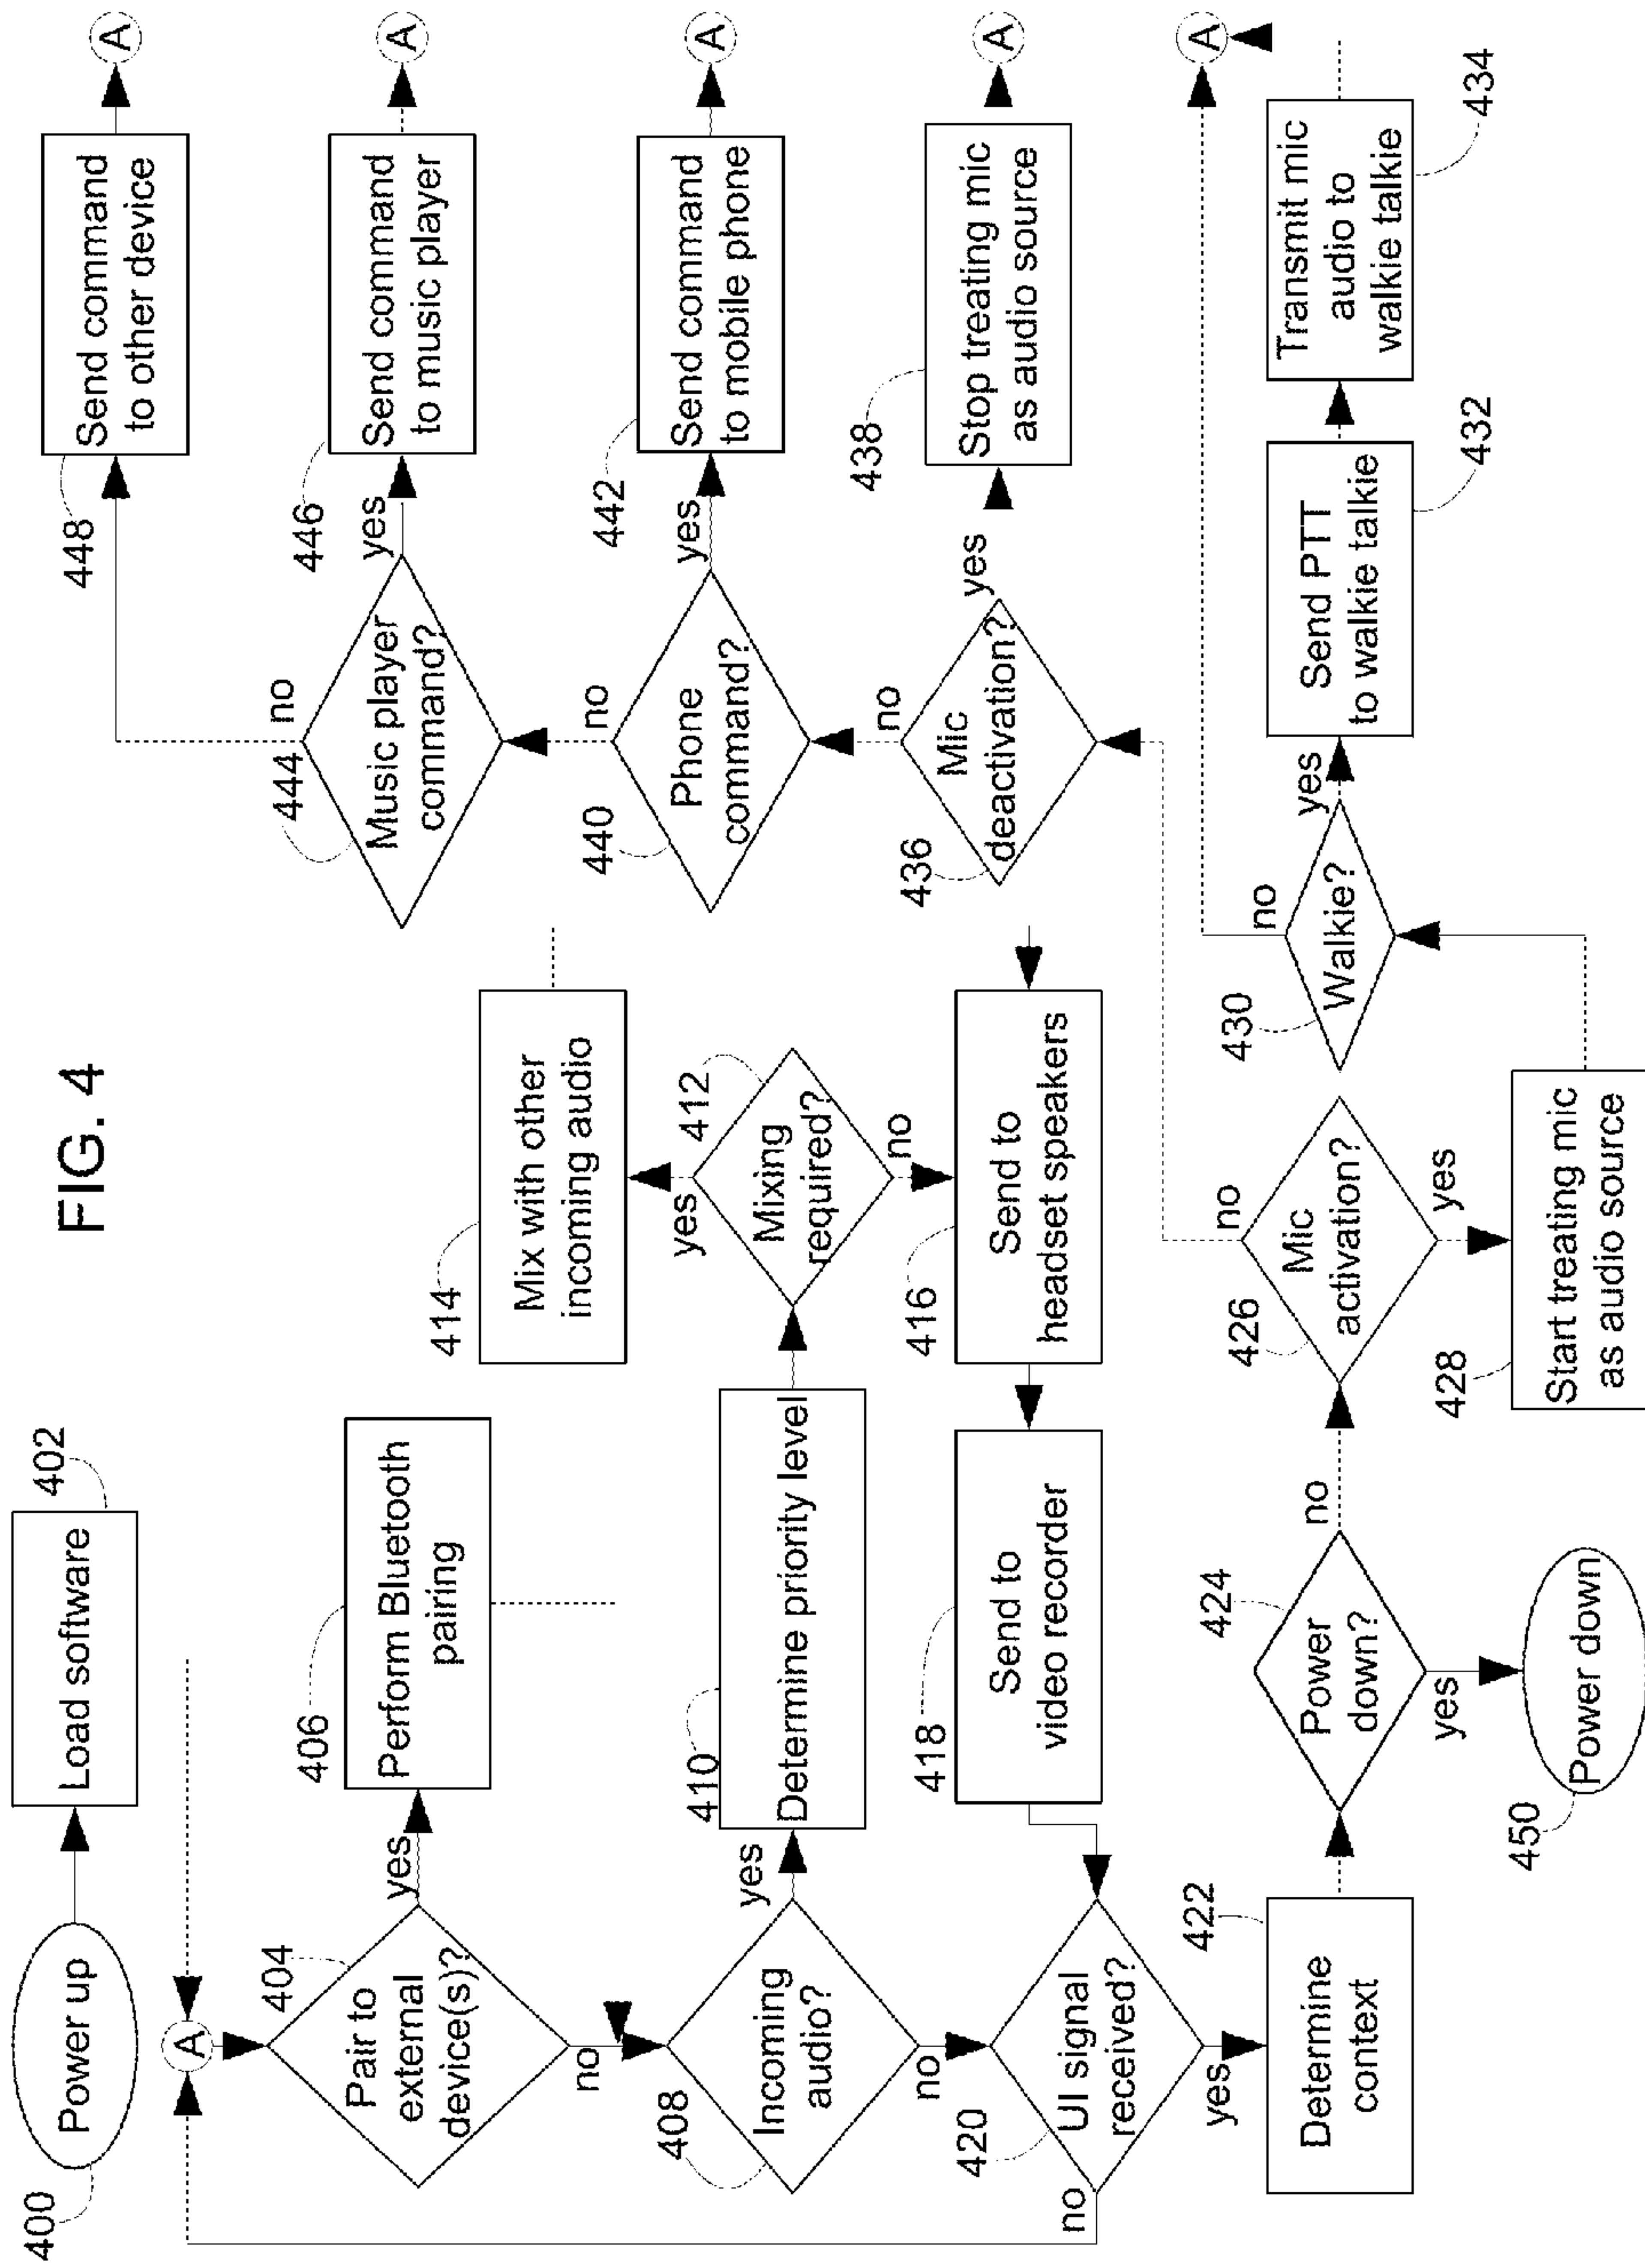 FIG. 4
400
Power up
402
Load software
A
404
Pair to
external
device(s)?
yes
no
406
Perform Bluetooth
pairing
408
Incoming
audio?
yes
no
410
Determine priority level
412
Mixing
required?
yes
no
414
Mix with other
incoming audio
416
Send to
headset speakers
418
Send to
video recorder
420
UI signal
received?
no
yes
422
Determine
context
424
Power
down?
no
yes
450
Power down
426
Mic
activation?
no
yes
428
Start treating mic
as audio source
430
Walkie?
no
yes
A
432
Send PTT
to walkie talkie
434
Transmit mic
audio to
walkie talkie
436
Mic
deactivation?
no
yes
438
Stop treating mic
as audio source
A
440
Phone
command?
no
yes
442
Send command
to mobile phone
A
444
Music player
command?
no
yes
446
Send command
to music player
A
448
Send command
to other device
A